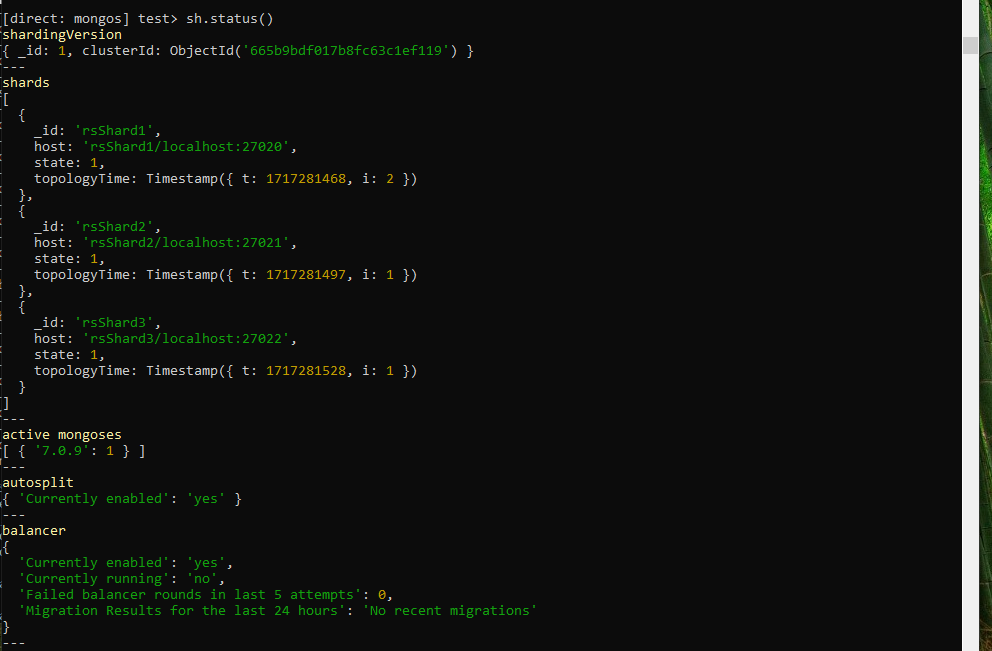 [direct: mongos] test> sh.status()
shardingVersion
{ _id: 1, clusterId: ObjectId('665b9bdf017b8fc63c1ef119') }
---
shards
[
  {
    _id: 'rsShard1',
    host: 'rsShard1/localhost:27020',
    state: 1,
    topologyTime: Timestamp({ t: 1717281468, i: 2 })
  },
  {
    _id: 'rsShard2',
    host: 'rsShard2/localhost:27021',
    state: 1,
    topologyTime: Timestamp({ t: 1717281497, i: 1 })
  },
  {
    _id: 'rsShard3',
    host: 'rsShard3/localhost:27022',
    state: 1,
    topologyTime: Timestamp({ t: 1717281528, i: 1 })
  }
]
---
active mongoses
[ { '7.0.9': 1 } ]
---
autosplit
{ 'Currently enabled': 'yes' }
---
balancer
{
  'Currently enabled': 'yes',
  'Currently running': 'no',
  'Failed balancer rounds in last 5 attempts': 0,
  'Migration Results for the last 24 hours': 'No recent migrations'
}
---